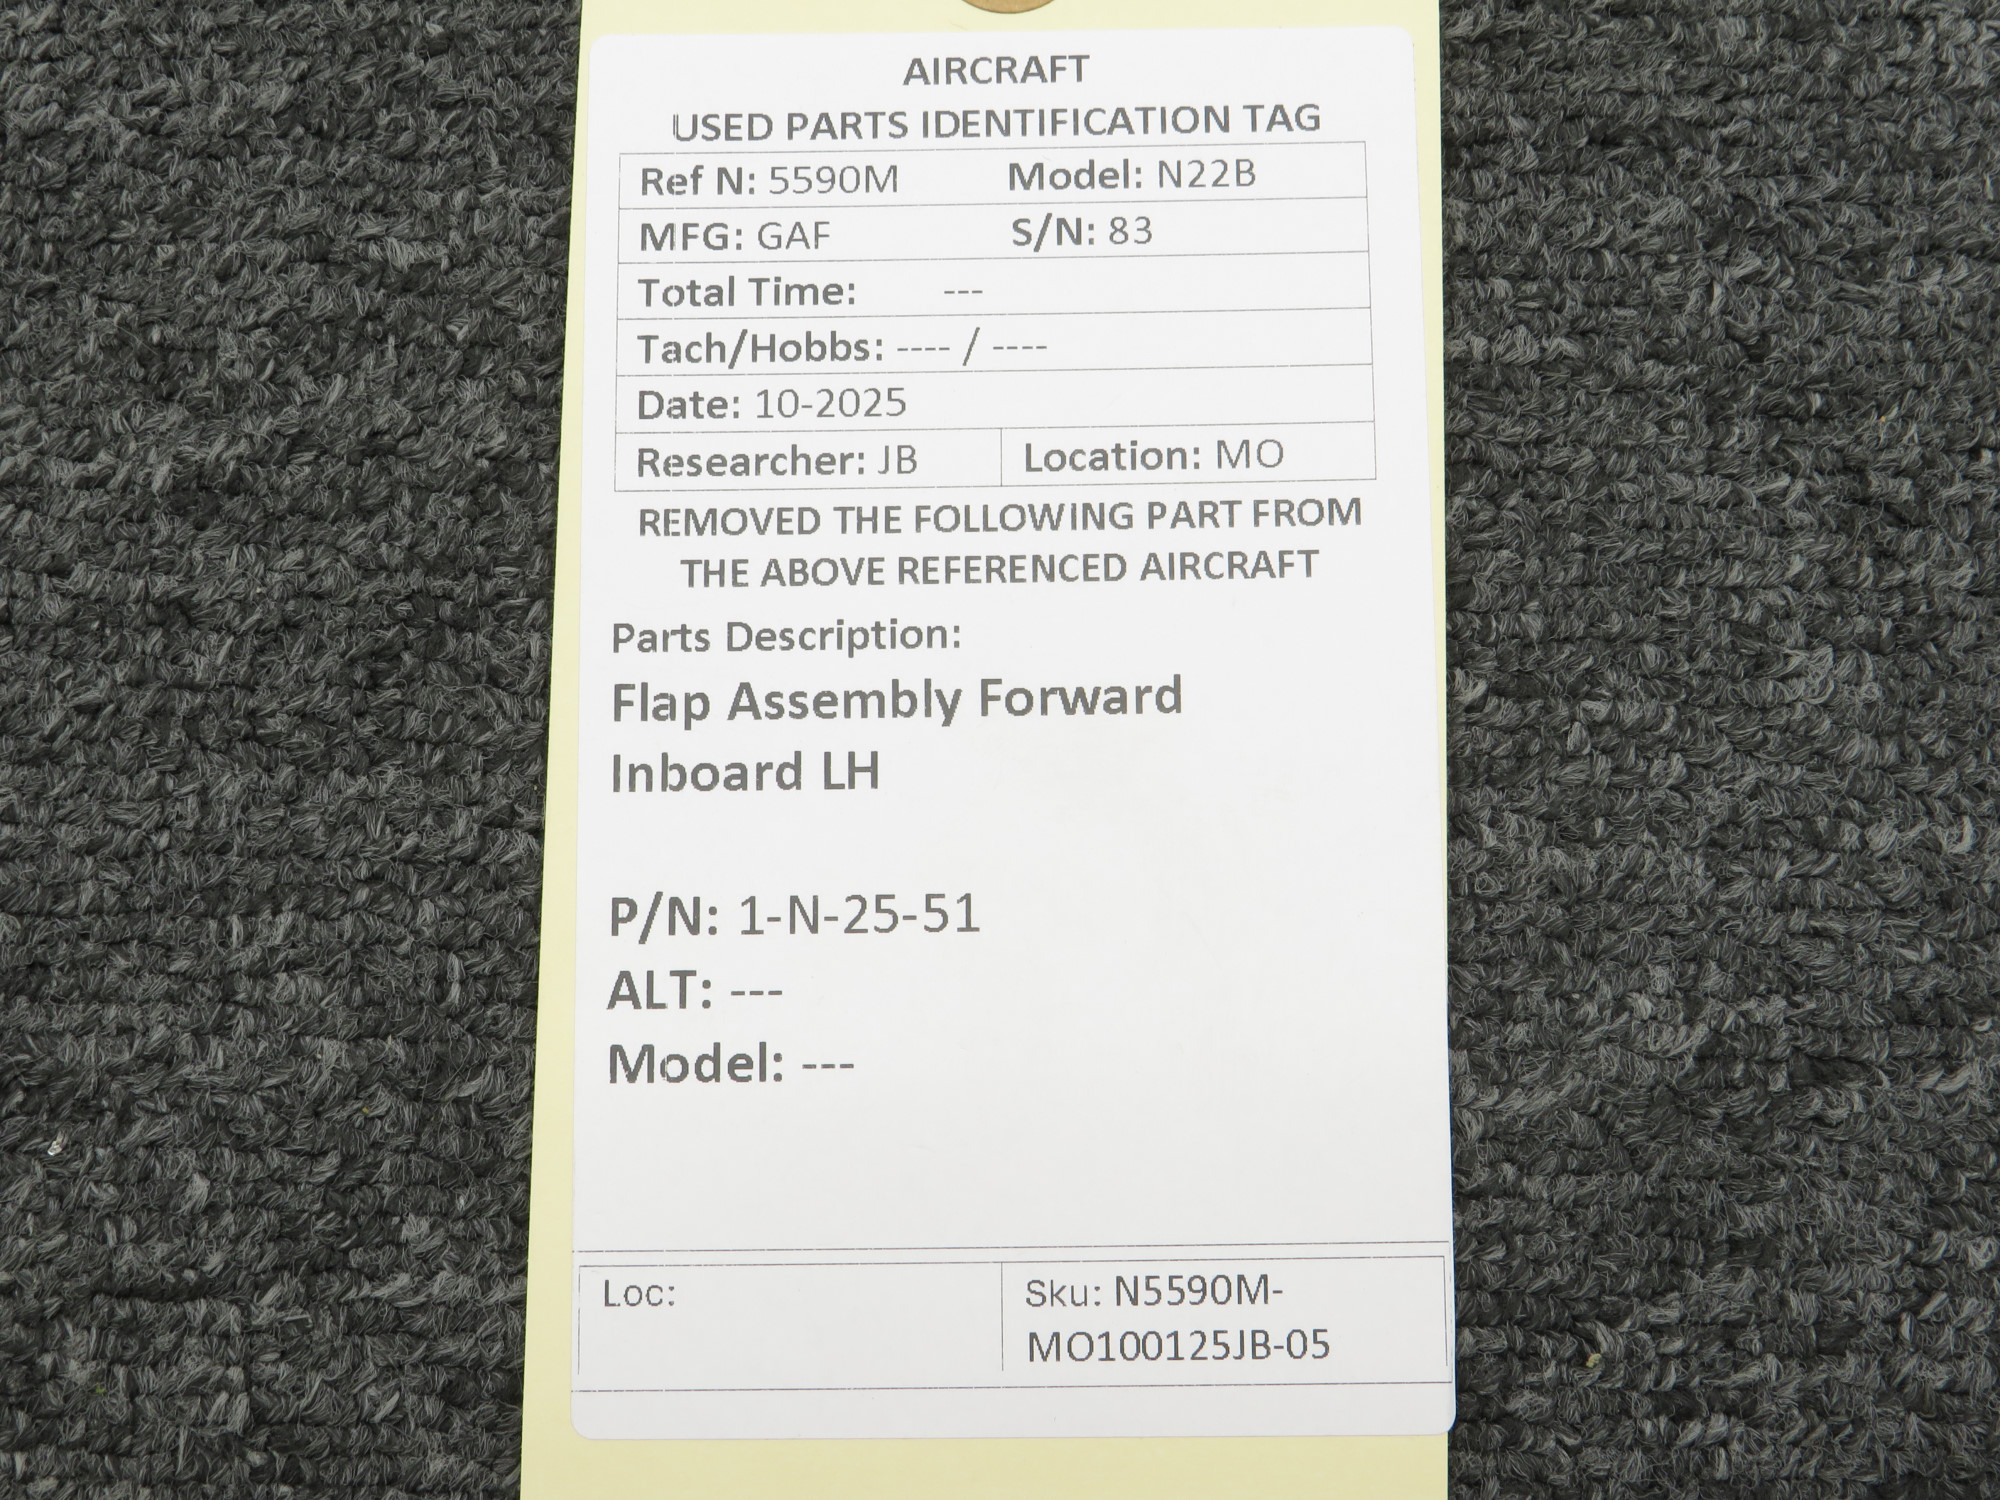 AIRCRAFT
USED PARTS IDENTIFICATION TAG
Ref N: 5590M Model: N22B
MFG: GAF S/N: 83
Total Time: ---
Tach/Hobbs: ---- / ----
Date: 10-2025
Researcher: JB Location: MO
REMOVED THE FOLLOWING PART FROM
THE ABOVE REFERENCED AIRCRAFT
Parts Description:
Flap Assembly Forward
Inboard LH
P/N: 1-N-25-51
ALT: ---
Model: ---
Loc: Sku: N5590M-
MO100125JB-05